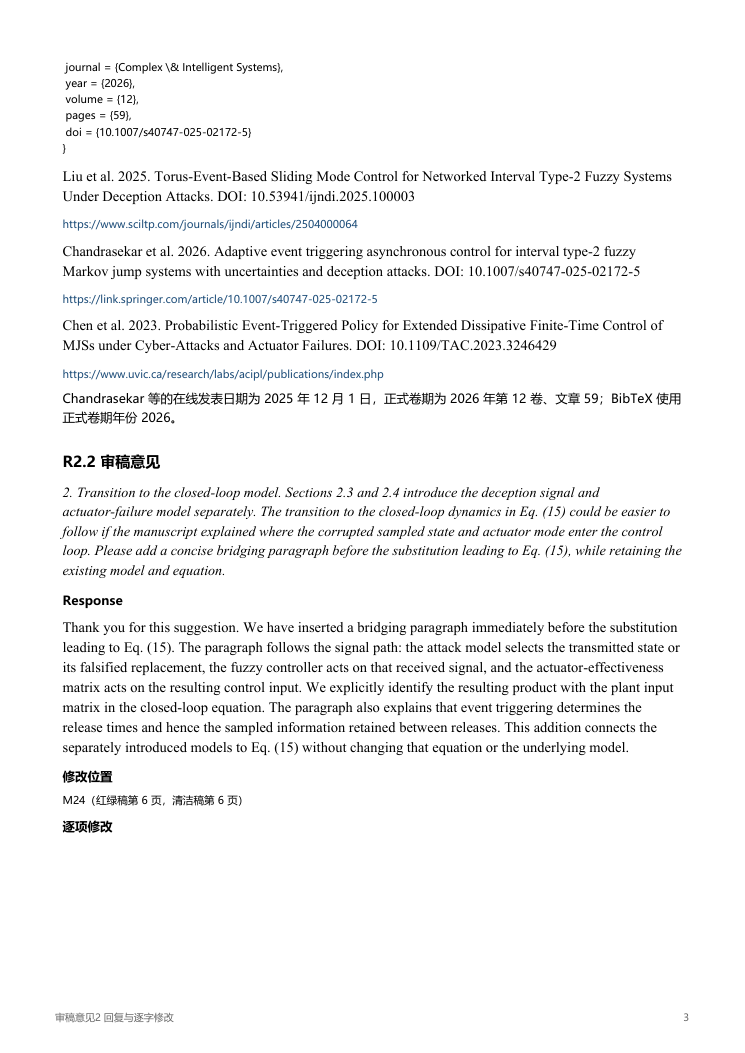 journal = {Complex \& Intelligent Systems},
year = {2026},
volume = {12},
pages = {59},
doi = {10.1007/s40747-025-02172-5}
}
Liu et al. 2025. Torus-Event-Based Sliding Mode Control for Networked Interval Type-2 Fuzzy Systems
Under Deception Attacks. DOI: 10.53941/ijndi.2025.100003
https://www.sciltp.com/journals/ijndi/articles/2504000064
Chandrasekar et al. 2026. Adaptive event triggering asynchronous control for interval type-2 fuzzy
Markov jump systems with uncertainties and deception attacks. DOI: 10.1007/s40747-025-02172-5
https://link.springer.com/article/10.1007/s40747-025-02172-5
Chen et al. 2023. Probabilistic Event-Triggered Policy for Extended Dissipative Finite-Time Control of
MJSs under Cyber-Attacks and Actuator Failures. DOI: 10.1109/TAC.2023.3246429
https://www.uvic.ca/research/labs/acipl/publications/index.php
Chandrasekar 等的在线发表日期为 2025 年 12 月 1 日，正式卷期为 2026 年第 12 卷、文章 59；BibTeX 使用
正式卷期年份 2026。
R2.2 审稿意见
2. Transition to the closed-loop model. Sections 2.3 and 2.4 introduce the deception signal and
actuator-failure model separately. The transition to the closed-loop dynamics in Eq. (15) could be easier to
follow if the manuscript explained where the corrupted sampled state and actuator mode enter the control
loop. Please add a concise bridging paragraph before the substitution leading to Eq. (15), while retaining the
existing model and equation.
Response
Thank you for this suggestion. We have inserted a bridging paragraph immediately before the substitution
leading to Eq. (15). The paragraph follows the signal path: the attack model selects the transmitted state or
its falsified replacement, the fuzzy controller acts on that received signal, and the actuator-effectiveness
matrix acts on the resulting control input. We explicitly identify the resulting product with the plant input
matrix in the closed-loop equation. The paragraph also explains that event triggering determines the
release times and hence the sampled information retained between releases. This addition connects the
separately introduced models to Eq. (15) without changing that equation or the underlying model.
修改位置
M24（红绿稿第 6 页，清洁稿第 6 页）
逐项修改
审稿意见2 回复与逐字修改
3